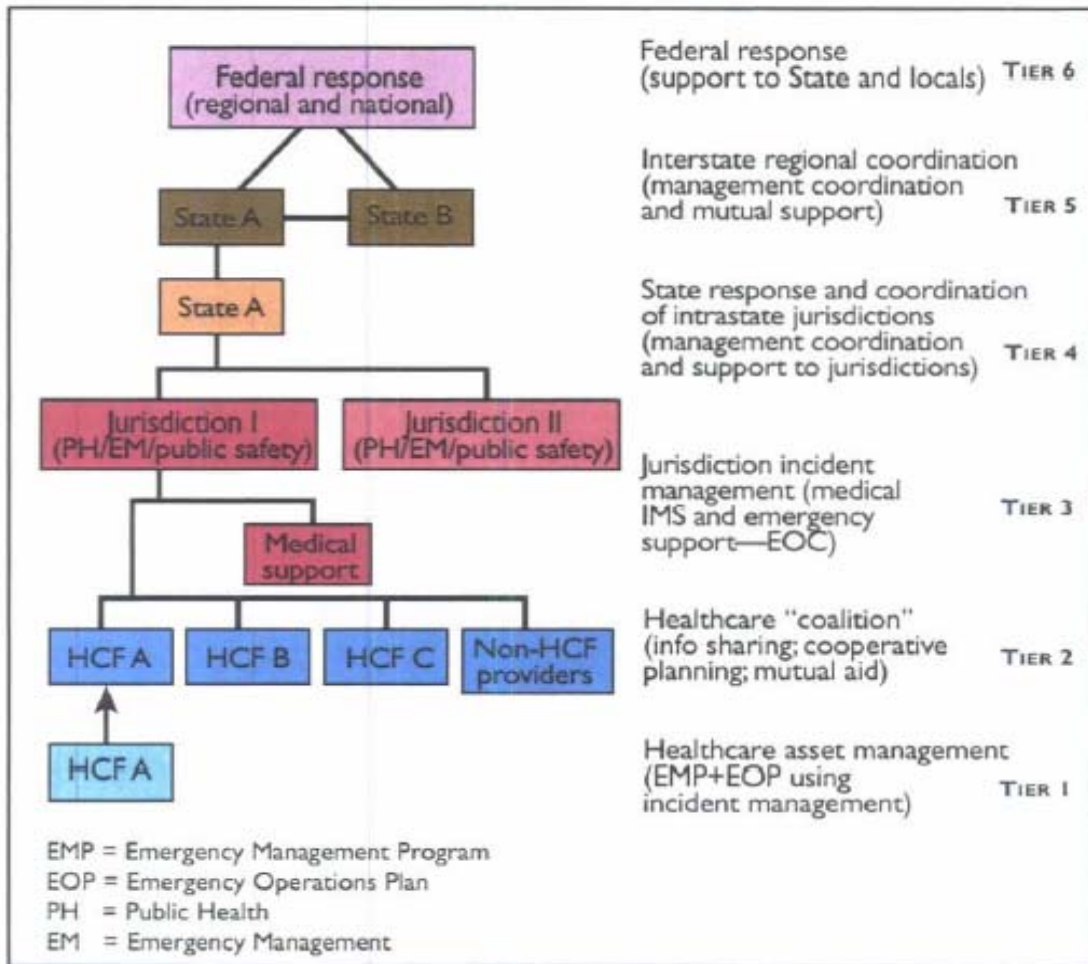 Federal response
(regional and national)
Federal response
(support to State and locals) TIER 6
State A
State B
Interstate regional coordination
(management coordination
and mutual support) TIER 5
State A
State response and coordination
of intrastate jurisdictions
(management coordination
and support to jurisdictions) TIER 4
Jurisdiction I
(PH/EM/public safety)
Jurisdiction II
(PH/EM/public safety)
Medical
support
Jurisdiction incident
management (medical
IMS and emergency
support—EOC) TIER 3
HCF A
HCF B
HCF C
Non-HCF
providers
Healthcare “coalition”
(info sharing; cooperative
planning; mutual aid) TIER 2
HCF A
Healthcare asset management
(EMP+EOP using
incident management) TIER 1
EMP = Emergency Management Program
EOP = Emergency Operations Plan
PH = Public Health
EM = Emergency Management